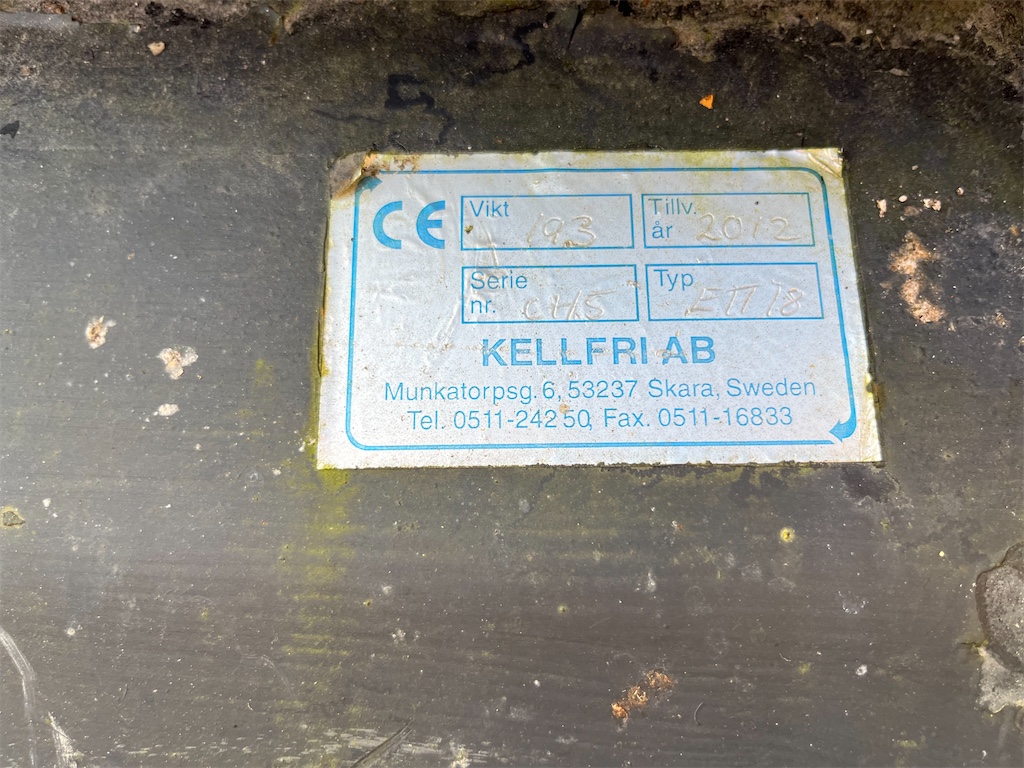 CE Vikt 193 Tillv. år 2012
Serie nr. Typ
KELLFRI AB
Munkatorpsg. 6, 53237 Skara, Sweden
Tel. 0511-242 50, Fax. 0511-16833